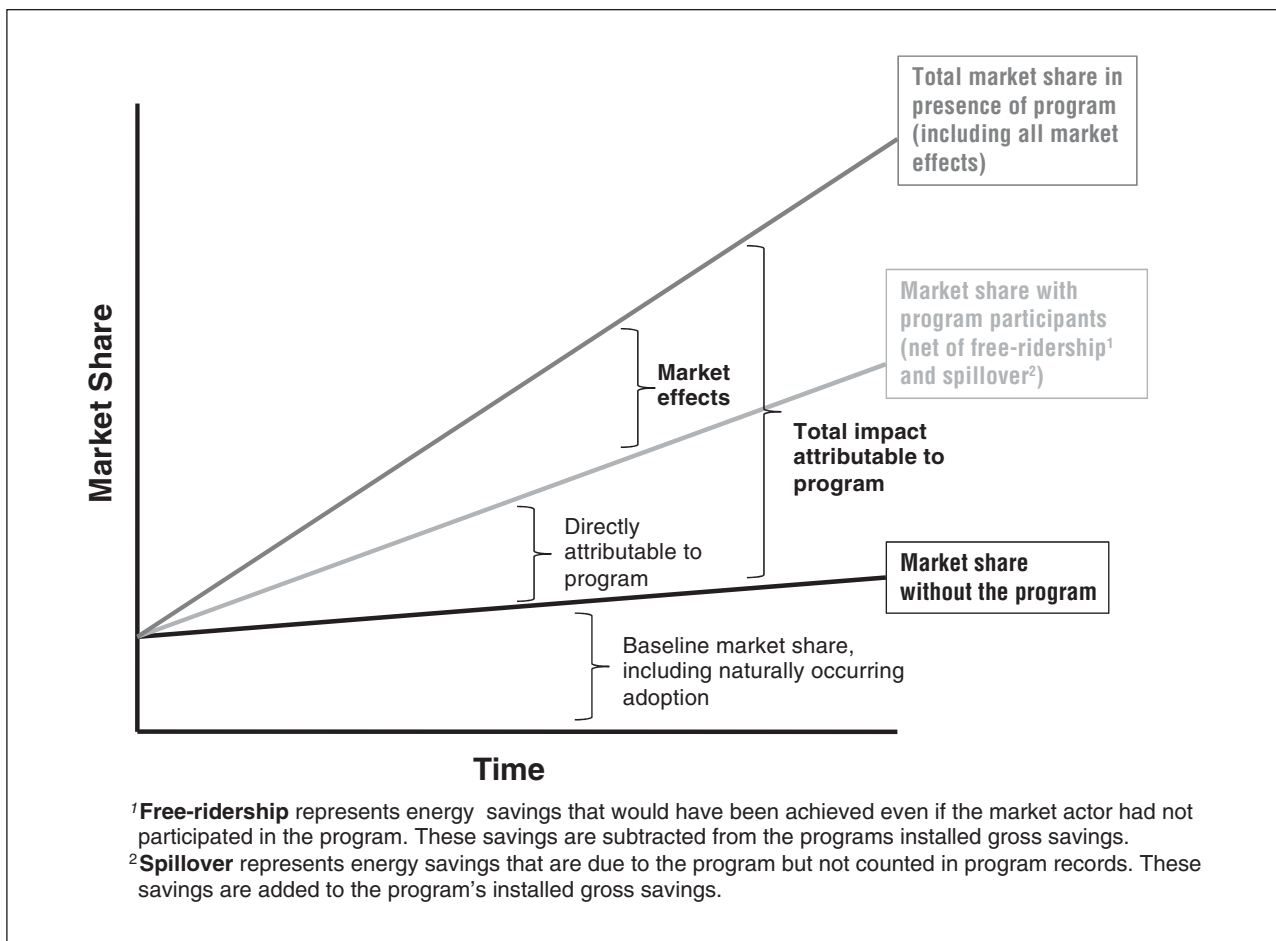 Total market share in
presence of program
(including all market
effects)
Market share with
program participants
(net of free-ridership¹
and spillover²)
Market
effects
Total impact
attributable to
program
Directly
attributable to
program
Market share
without the program
Baseline market share,
including naturally occurring
adoption
Market Share
Time
¹Free-ridership represents energy savings that would have been achieved even if the market actor had not
participated in the program. These savings are subtracted from the programs installed gross savings.
²Spillover represents energy savings that are due to the program but not counted in program records. These
savings are added to the program’s installed gross savings.